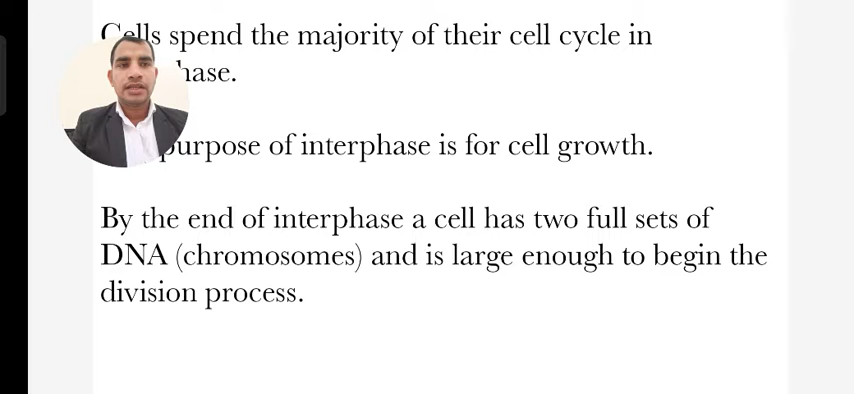 Cells spend the majority of their cell cycle in
hase.
purpose of interphase is for cell growth.
By the end of interphase a cell has two full sets of
DNA (chromosomes) and is large enough to begin the
division process.